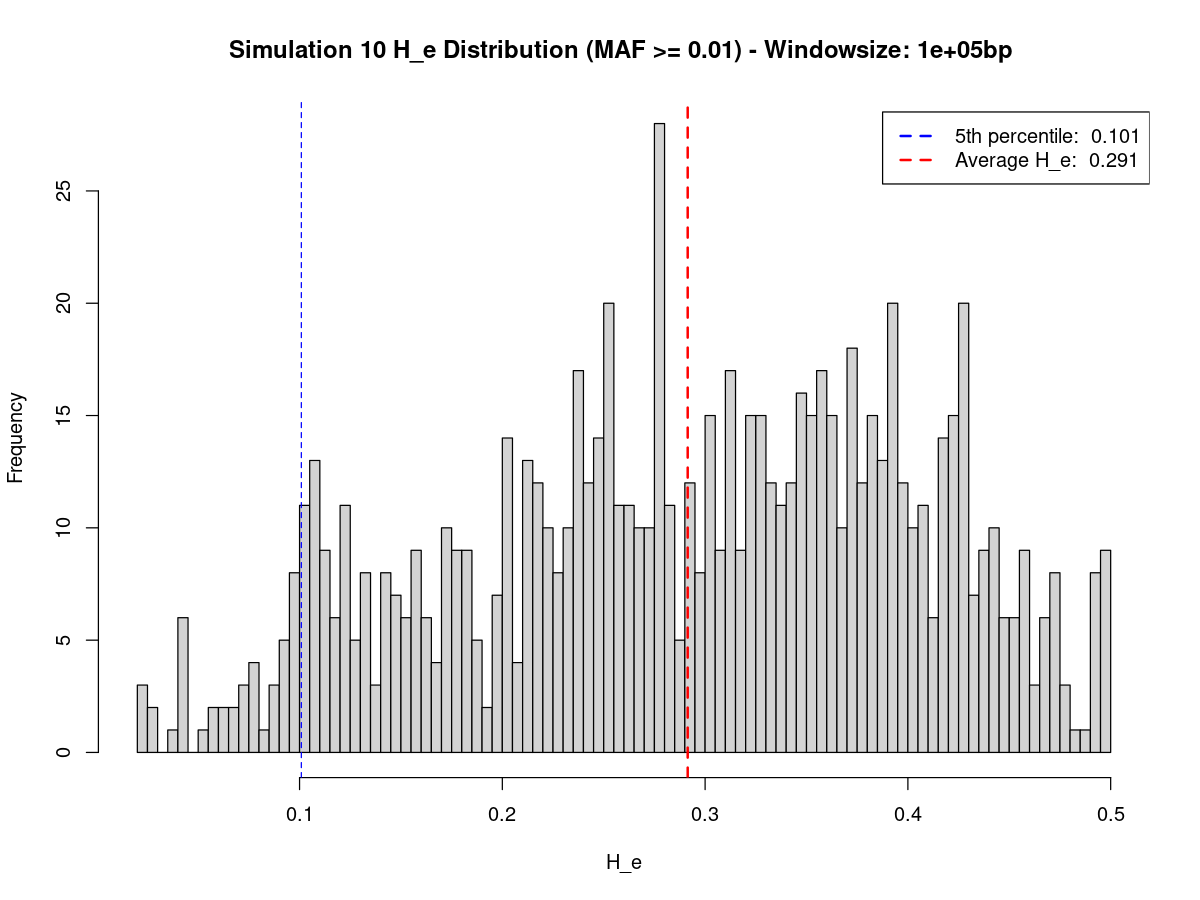 Simulation 10 H_e Distribution (MAF >= 0.01) - Windowsize: 1e+05bp
5th percentile:  0.101
Average H_e:  0.291
Frequency
25
20
15
10
5
0
0.1 0.2 0.3 0.4 0.5
H_e